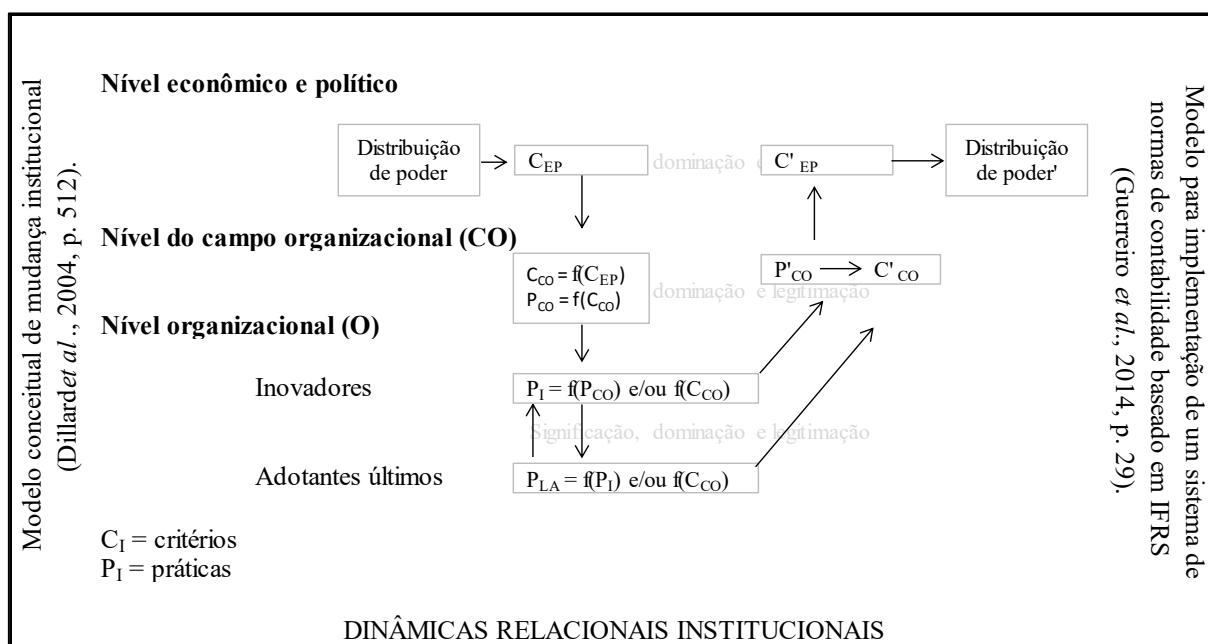 Modelo conceitual de mudança institucional
(Dillardet al., 2004, p. 512).
Nível econômico e político
Distribuição
de poder
C_EP
dominação e
C'_EP
Distribuição
de poder'
Nível do campo organizacional (CO)
C_CO = f(C_EP)
P_CO = f(C_CO)
dominação e legitimação
P'_CO → C'_CO
Nível organizacional (O)
Inovadores
P_I = f(P_CO) e/ou f(C_CO)
Significação, dominação e legitimação
Adotantes últimos
P_LA = f(P_I) e/ou f(C_CO)
C_I = critérios
P_I = práticas
DINÂMICAS RELACIONAIS INSTITUCIONAIS
Modelo para implementação de um sistema de
normas de contabilidade baseado em IFRS
(Guerreiro et al., 2014, p. 29).